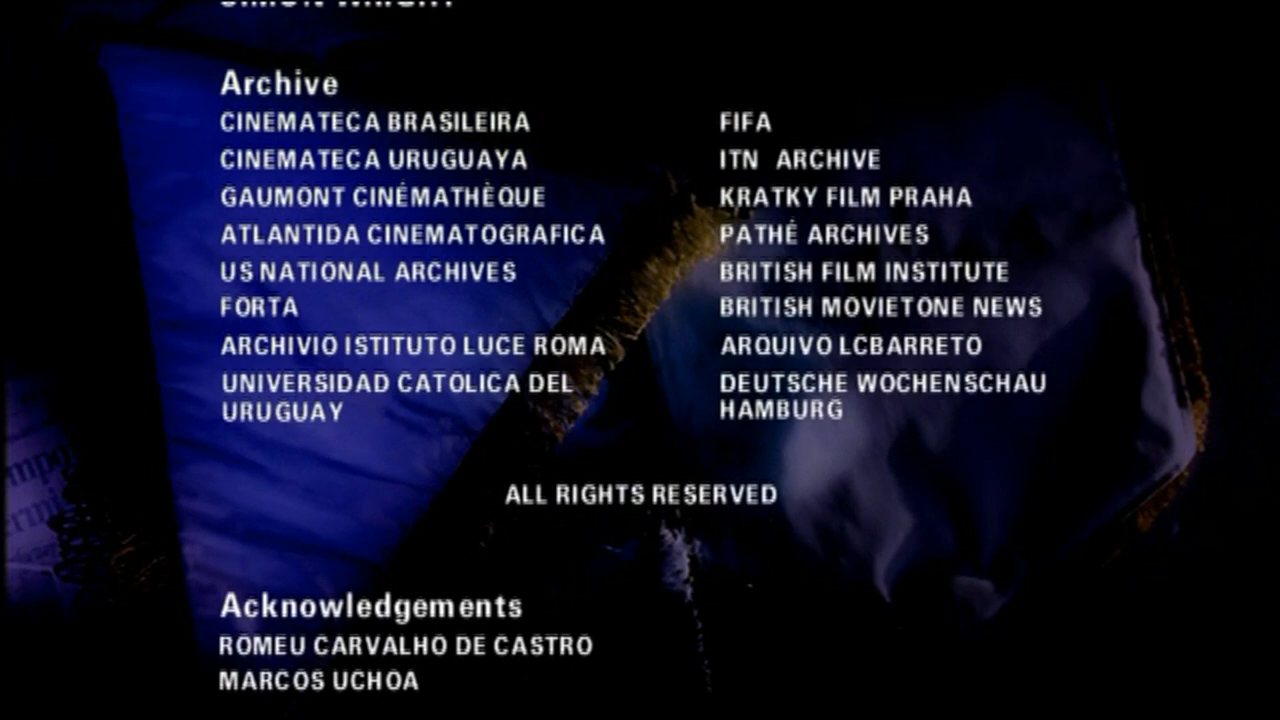 SIMON WRIGHT
Archive
CINEMATECA BRASILEIRA
CINEMATECA URUGUAYA
GAUMONT CINÉMATHÈQUE
ATLANTIDA CINEMATOGRAFICA
US NATIONAL ARCHIVES
FORTA
ARCHIVIO ISTITUTO LUCE ROMA
UNIVERSIDAD CATOLICA DEL
URUGUAY
FIFA
ITN ARCHIVE
KRATKY FILM PRAHA
PATHÉ ARCHIVES
BRITISH FILM INSTITUTE
BRITISH MOVIETONE NEWS
ARQUIVO LCBARRETO
DEUTSCHE WOCHENSCHAU
HAMBURG
ALL RIGHTS RESERVED
Acknowledgements
ROMEU CARVALHO DE CASTRO
MARCOS UCHOA